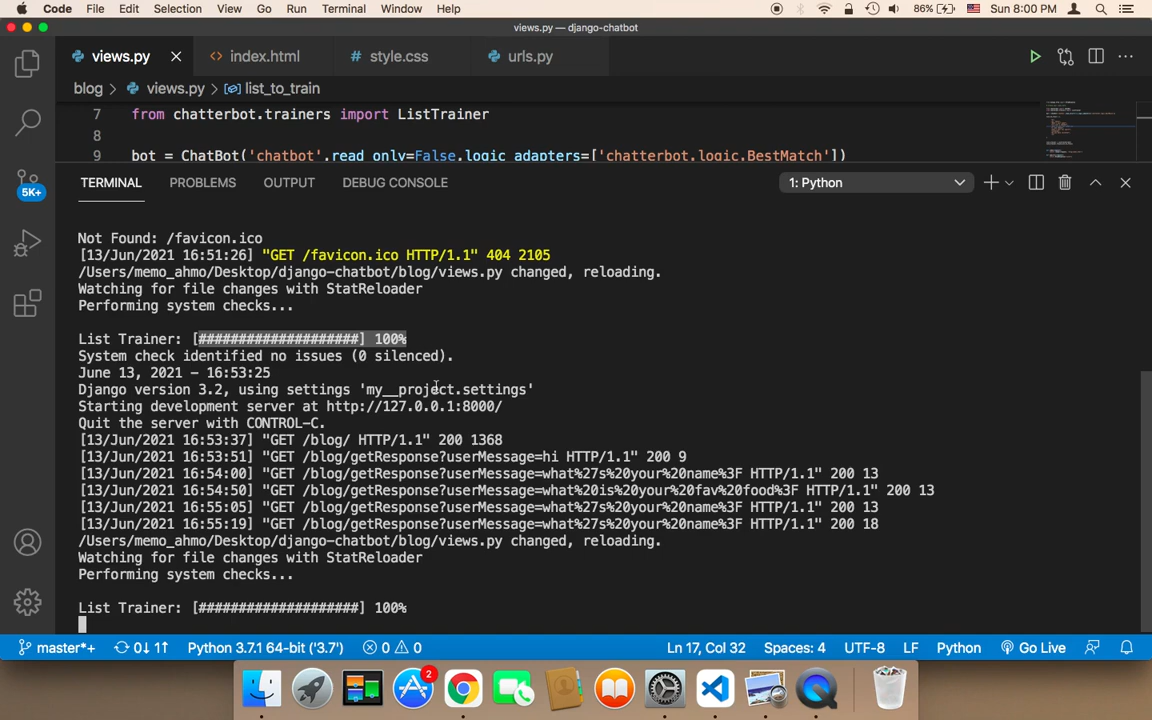 Code File Edit Selection View Go Run Terminal Window Help 86% Sun 8:00 PM
views.py — django-chatbot
views.py index.html style.css urls.py
blog > views.py > list_to_train
7 from chatterbot.trainers import ListTrainer
8
9 bot = ChatBot('chatbot',read_only=False,logic_adapters=['chatterbot.logic.BestMatch'])
TERMINAL PROBLEMS OUTPUT DEBUG CONSOLE 1: Python
Not Found: /favicon.ico
[13/Jun/2021 16:51:26] "GET /favicon.ico HTTP/1.1" 404 2105
/Users/memo_ahmo/Desktop/django-chatbot/blog/views.py changed, reloading.
Watching for file changes with StatReloader
Performing system checks...
List Trainer: [####################] 100%
System check identified no issues (0 silenced).
June 13, 2021 - 16:53:25
Django version 3.2, using settings 'my__project.settings'
Starting development server at http://127.0.0.1:8000/
Quit the server with CONTROL-C.
[13/Jun/2021 16:53:37] "GET /blog/ HTTP/1.1" 200 1368
[13/Jun/2021 16:53:51] "GET /blog/getResponse?userMessage=hi HTTP/1.1" 200 9
[13/Jun/2021 16:54:00] "GET /blog/getResponse?userMessage=what%27s%20your%20name%3F HTTP/1.1" 200 13
[13/Jun/2021 16:54:50] "GET /blog/getResponse?userMessage=what%20is%20your%20fav%20food%3F HTTP/1.1" 200 13
[13/Jun/2021 16:55:05] "GET /blog/getResponse?userMessage=what%27s%20your%20name%3F HTTP/1.1" 200 13
[13/Jun/2021 16:55:19] "GET /blog/getResponse?userMessage=what%27s%20your%20name%3F HTTP/1.1" 200 18
/Users/memo_ahmo/Desktop/django-chatbot/blog/views.py changed, reloading.
Watching for file changes with StatReloader
Performing system checks...
List Trainer: [####################] 100%
5K+
master*+ 0↓ 1↑ Python 3.7.1 64-bit ('3.7') 0 0 Ln 17, Col 32 Spaces: 4 UTF-8 LF Python Go Live
2